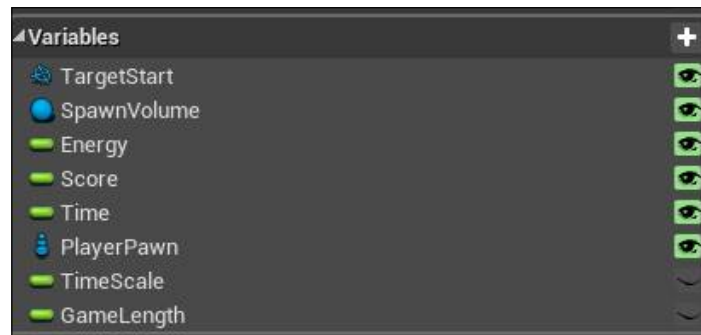 Variables
TargetStart
SpawnVolume
Energy
Score
Time
PlayerPawn
TimeScale
GameLength